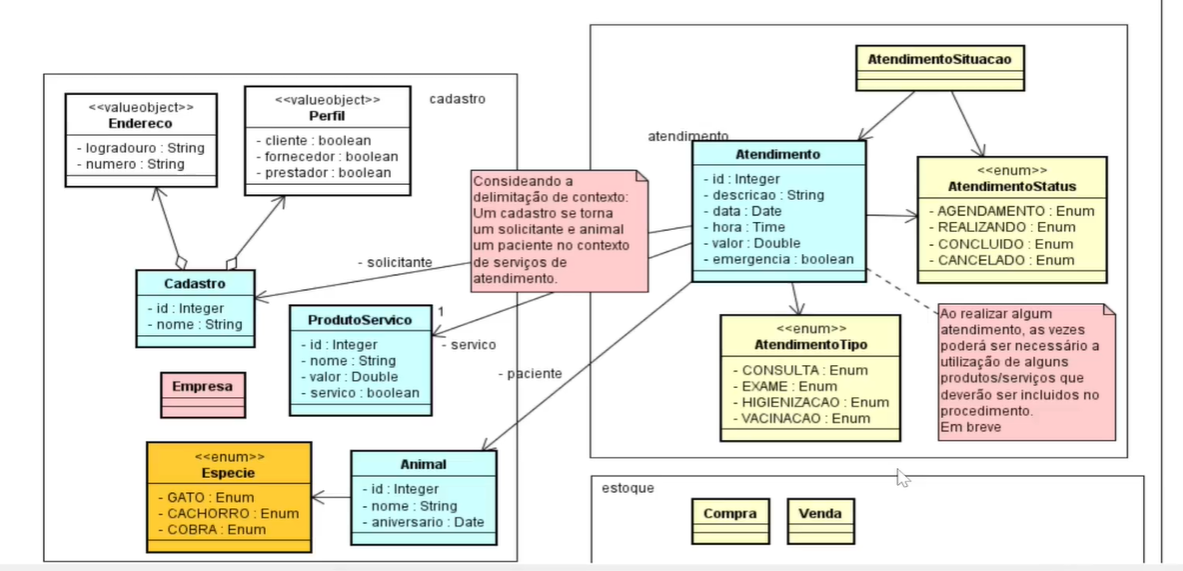 cadastro
<<valueobject>>
Endereco
- logradouro : String
- numero : String
<<valueobject>>
Perfil
- cliente : boolean
- fornecedor : boolean
- prestador : boolean
Cadastro
- id : Integer
- nome : String
- solicitante
ProdutoServico
- id : Integer
- nome : String
- valor : Double
- servico : boolean
1
- servico
Empresa
<<enum>>
Especie
- GATO : Enum
- CACHORRO : Enum
- COBRA : Enum
Animal
- id : Integer
- nome : String
- aniversario : Date
- paciente
Consideando a
delimitação de contexto:
Um cadastro se torna
um solicitante e animal
um paciente no contexto
de serviços de
atendimento.
atendimento
AtendimentoSituacao
Atendimento
- id : Integer
- descricao : String
- data : Date
- hora : Time
- valor : Double
- emergencia : boolean
<<enum>>
AtendimentoStatus
- AGENDAMENTO : Enum
- REALIZANDO : Enum
- CONCLUIDO : Enum
- CANCELADO : Enum
<<enum>>
AtendimentoTipo
- CONSULTA : Enum
- EXAME : Enum
- HIGIENIZACAO : Enum
- VACINACAO : Enum
Ao realizar algum
atendimento, as vezes
poderá ser necessário a
utilização de alguns
produtos/serviços que
deverão ser incluidos no
procedimento.
Em breve
estoque
Compra
Venda